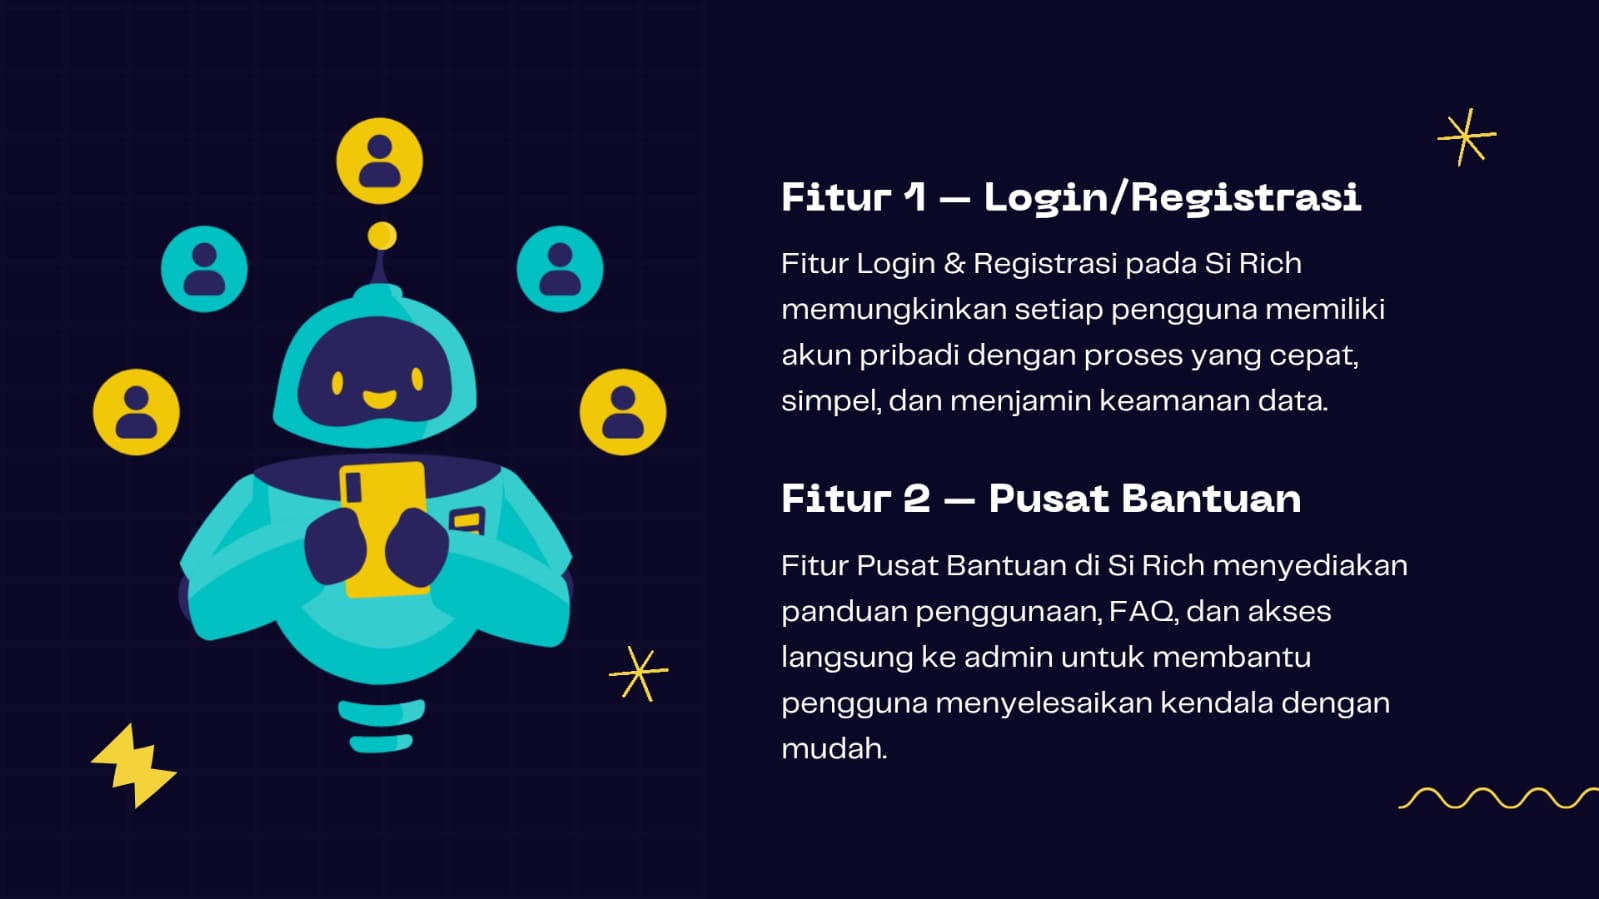 Fitur 1 — Login/Registrasi
Fitur Login & Registrasi pada Si Rich
memungkinkan setiap pengguna memiliki
akun pribadi dengan proses yang cepat,
simpel, dan menjamin keamanan data.
Fitur 2 — Pusat Bantuan
Fitur Pusat Bantuan di Si Rich menyediakan
panduan penggunaan, FAQ, dan akses
langsung ke admin untuk membantu
pengguna menyelesaikan kendala dengan
mudah.